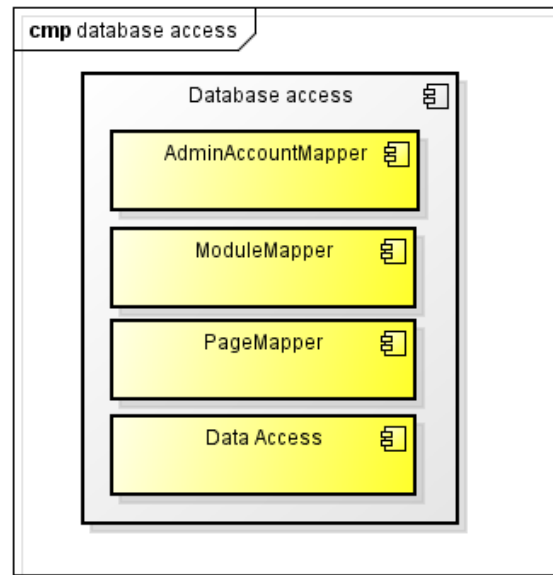 cmp database access
Database access
AdminAccountMapper
ModuleMapper
PageMapper
Data Access